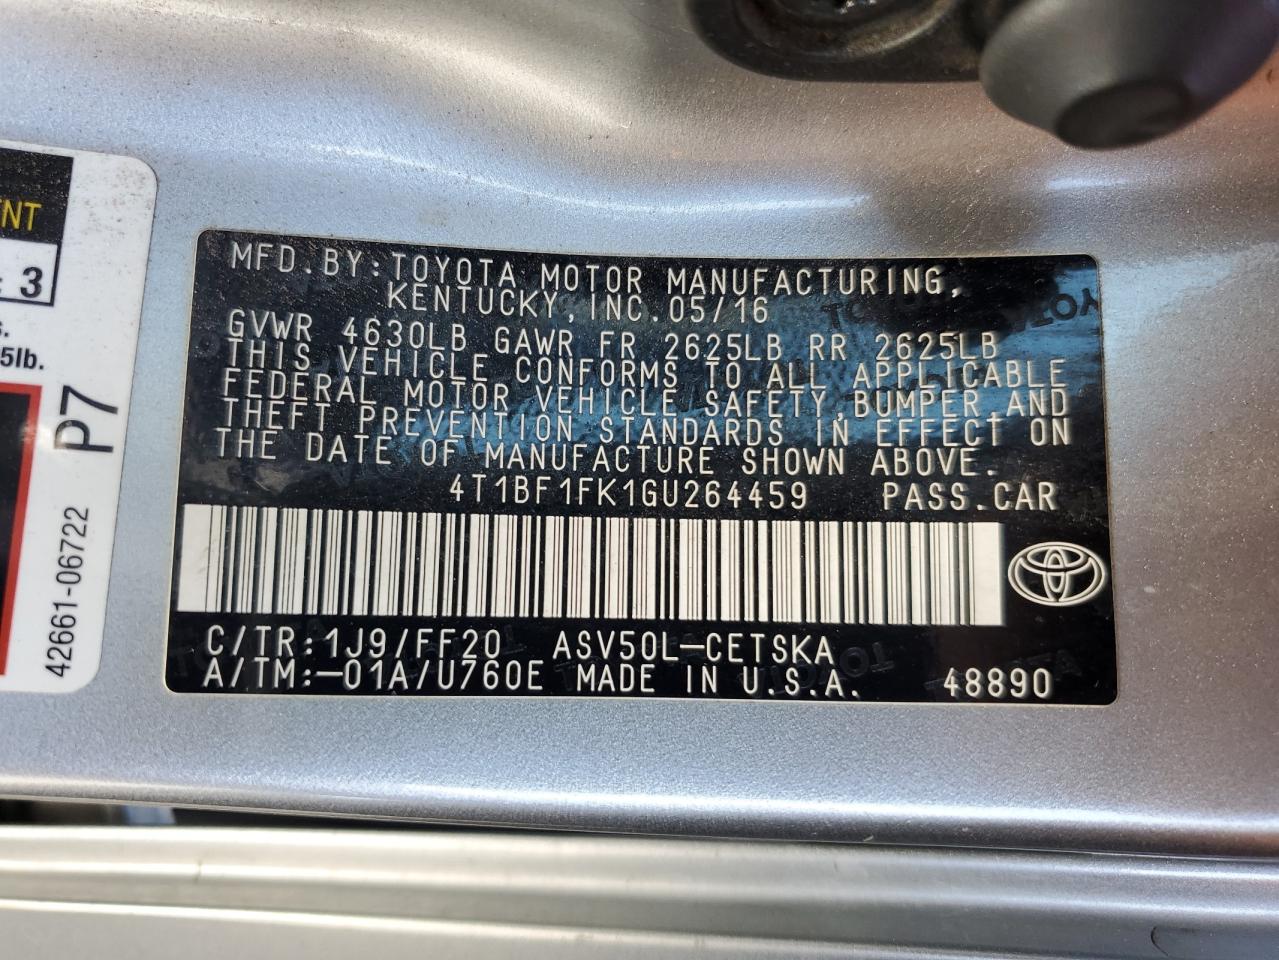 NT
: 3
s.
5lb.
P7
42661-06722
MFD.BY:TOYOTA MOTOR MANUFACTURING,
KENTUCKY,INC.05/16
GVWR 4630LB GAWR FR 2625LB RR 2625LB
THIS VEHICLE CONFORMS TO ALL APPLICABLE
FEDERAL MOTOR VEHICLE SAFETY,BUMPER,AND
THEFT PREVENTION STANDARDS IN EFFECT ON
THE DATE OF MANUFACTURE SHOWN ABOVE.
4T1BF1FK1GU264459 PASS.CAR
C/TR:1J9/FF20 ASV50L-CETSKA
A/TM:-01A/U760E MADE IN U.S.A. 48890